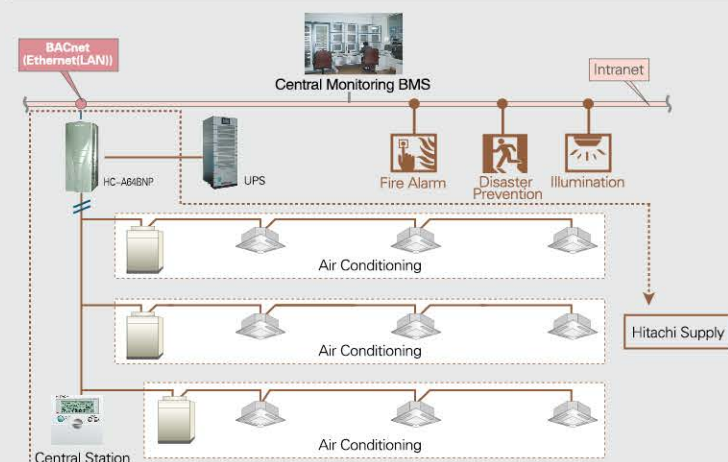 BACnet
(Ethernet(LAN))
Central Monitoring BMS
Intranet
HC-A64BNP
UPS
Fire Alarm
Disaster
Prevention
Illumination
Air Conditioning
Air Conditioning
Hitachi Supply
Air Conditioning
Central Station